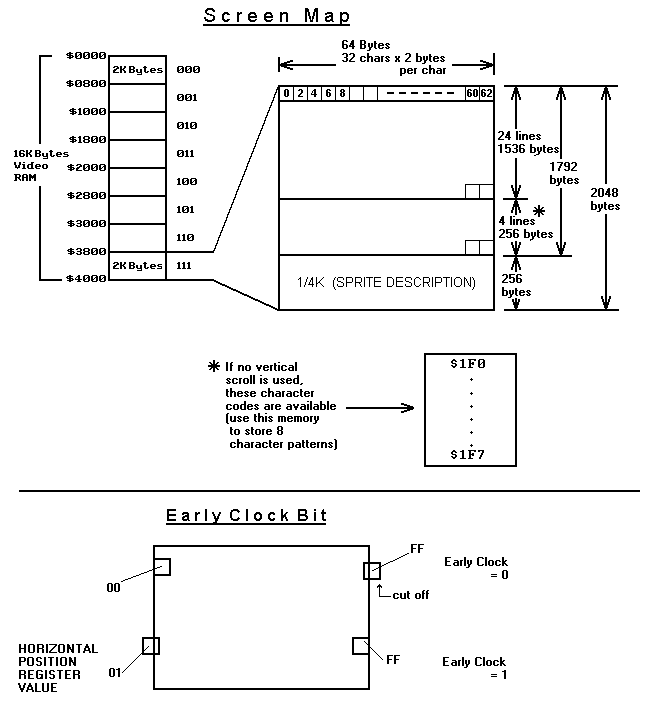 Screen Map
$0000
2K Bytes
000
$0800
001
$1000
010
$1800
011
16K Bytes
Video
RAM
$2000
100
$2800
101
$3000
110
$3800
2K Bytes
111
$4000
64 Bytes
32 chars x 2 bytes
per char
0 2 4 6 8 60 62
24 lines
1536 bytes
1792
bytes
2048
bytes
4 lines *
256 bytes
1/4K (SPRITE DESCRIPTION)
256
bytes
* If no vertical
scroll is used,
these character
codes are available
(use this memory
to store 8
character patterns)
$1F0
.
.
.
.
.
$1F7
Early Clock Bit
00
FF
Early Clock
= 0
cut off
HORIZONTAL
POSITION
REGISTER
VALUE
01
FF
Early Clock
= 1